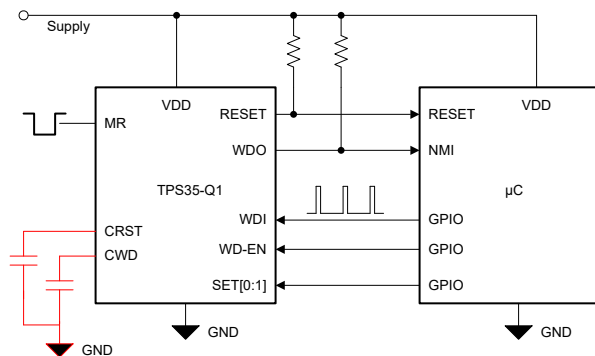 Supply
VDD
VDD
RESET
RESET
MR
WDO
NMI
TPS35-Q1
µC
WDI
GPIO
CRST
WD-EN
GPIO
CWD
SET[0:1]
GPIO
GND
GND
GND